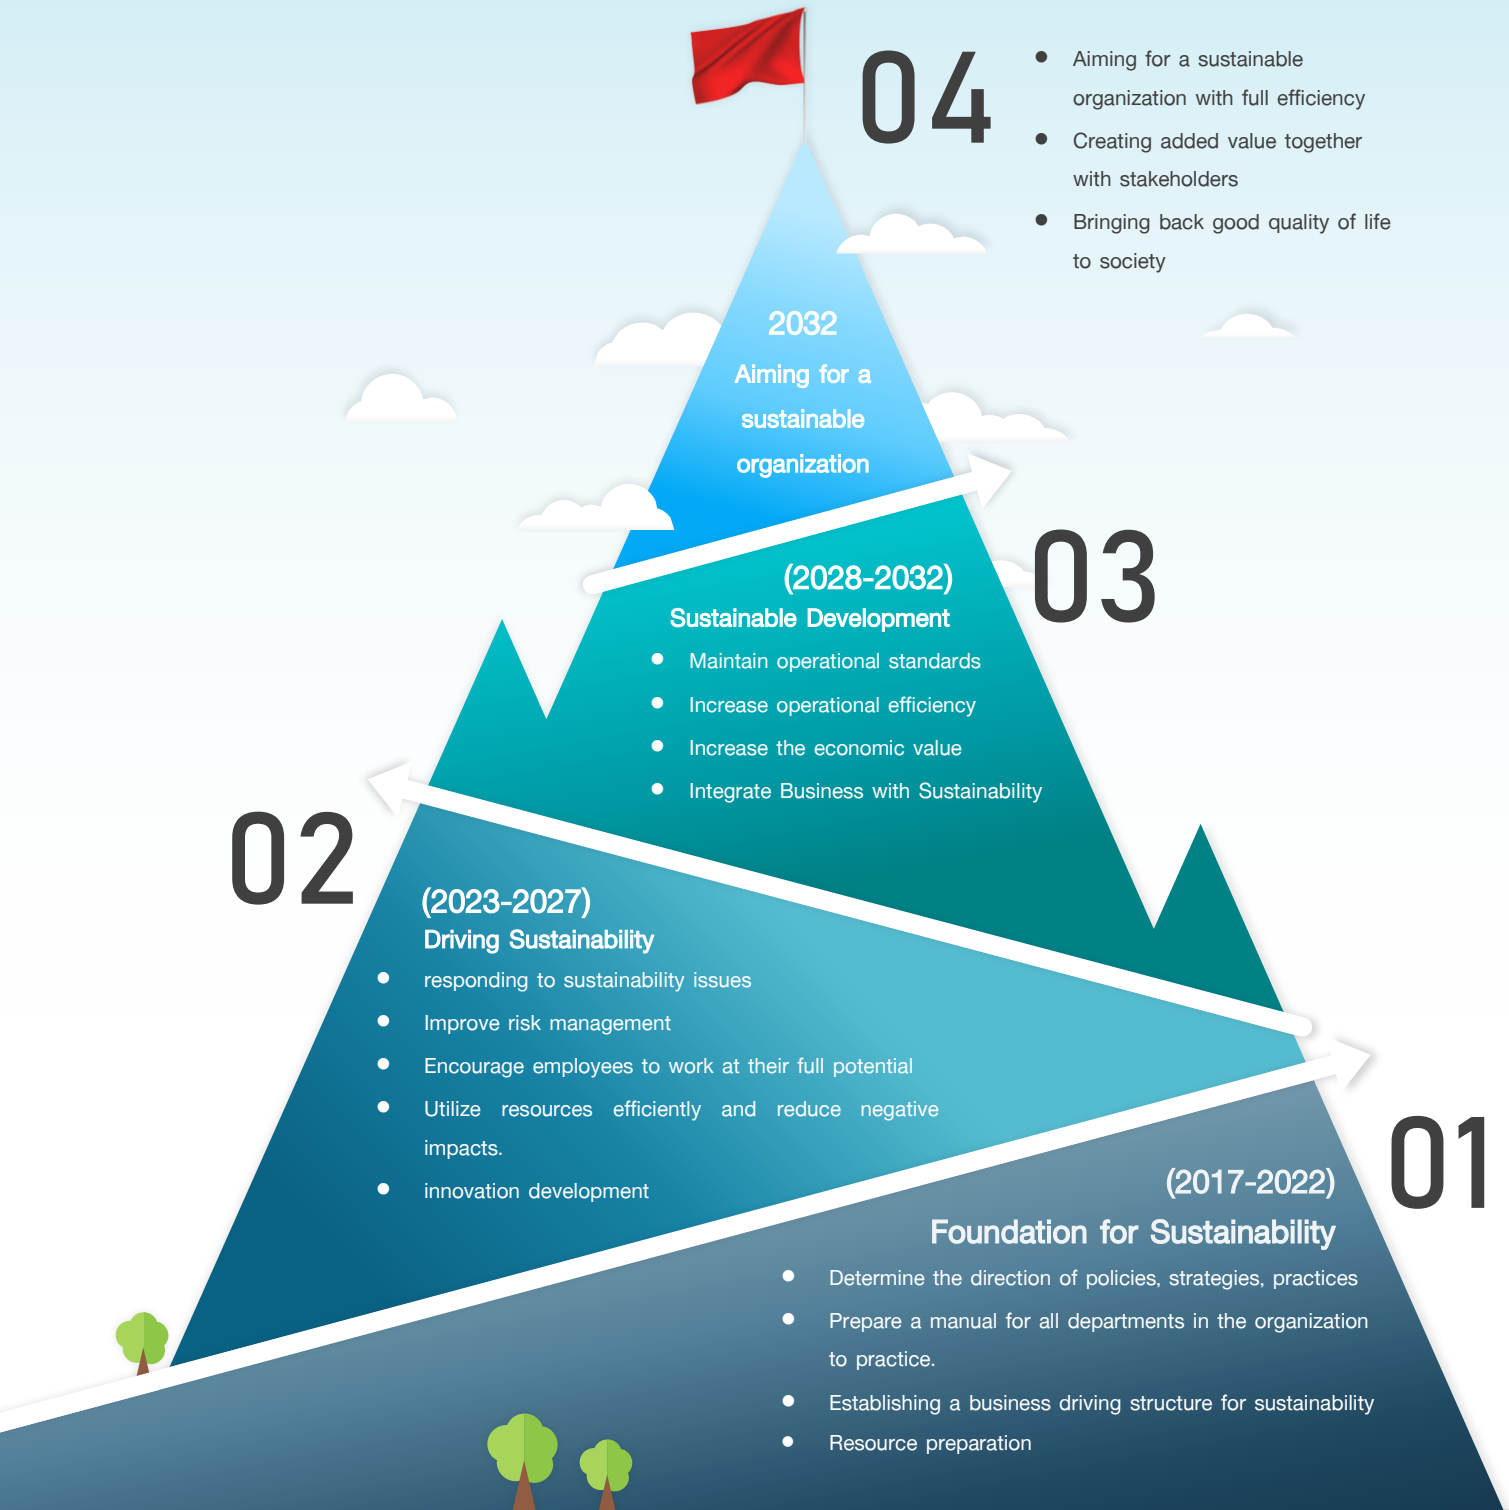 04
● Aiming for a sustainable
organization with full efficiency
● Creating added value together
with stakeholders
● Bringing back good quality of life
to society
2032
Aiming for a
sustainable
organization
03
(2028-2032)
Sustainable Development
● Maintain operational standards
● Increase operational efficiency
● Increase the economic value
● Integrate Business with Sustainability
02
(2023-2027)
Driving Sustainability
● responding to sustainability issues
● Improve risk management
● Encourage employees to work at their full potential
● Utilize resources efficiently and reduce negative
impacts.
● innovation development
01
(2017-2022)
Foundation for Sustainability
● Determine the direction of policies, strategies, practices
● Prepare a manual for all departments in the organization
to practice.
● Establishing a business driving structure for sustainability
● Resource preparation